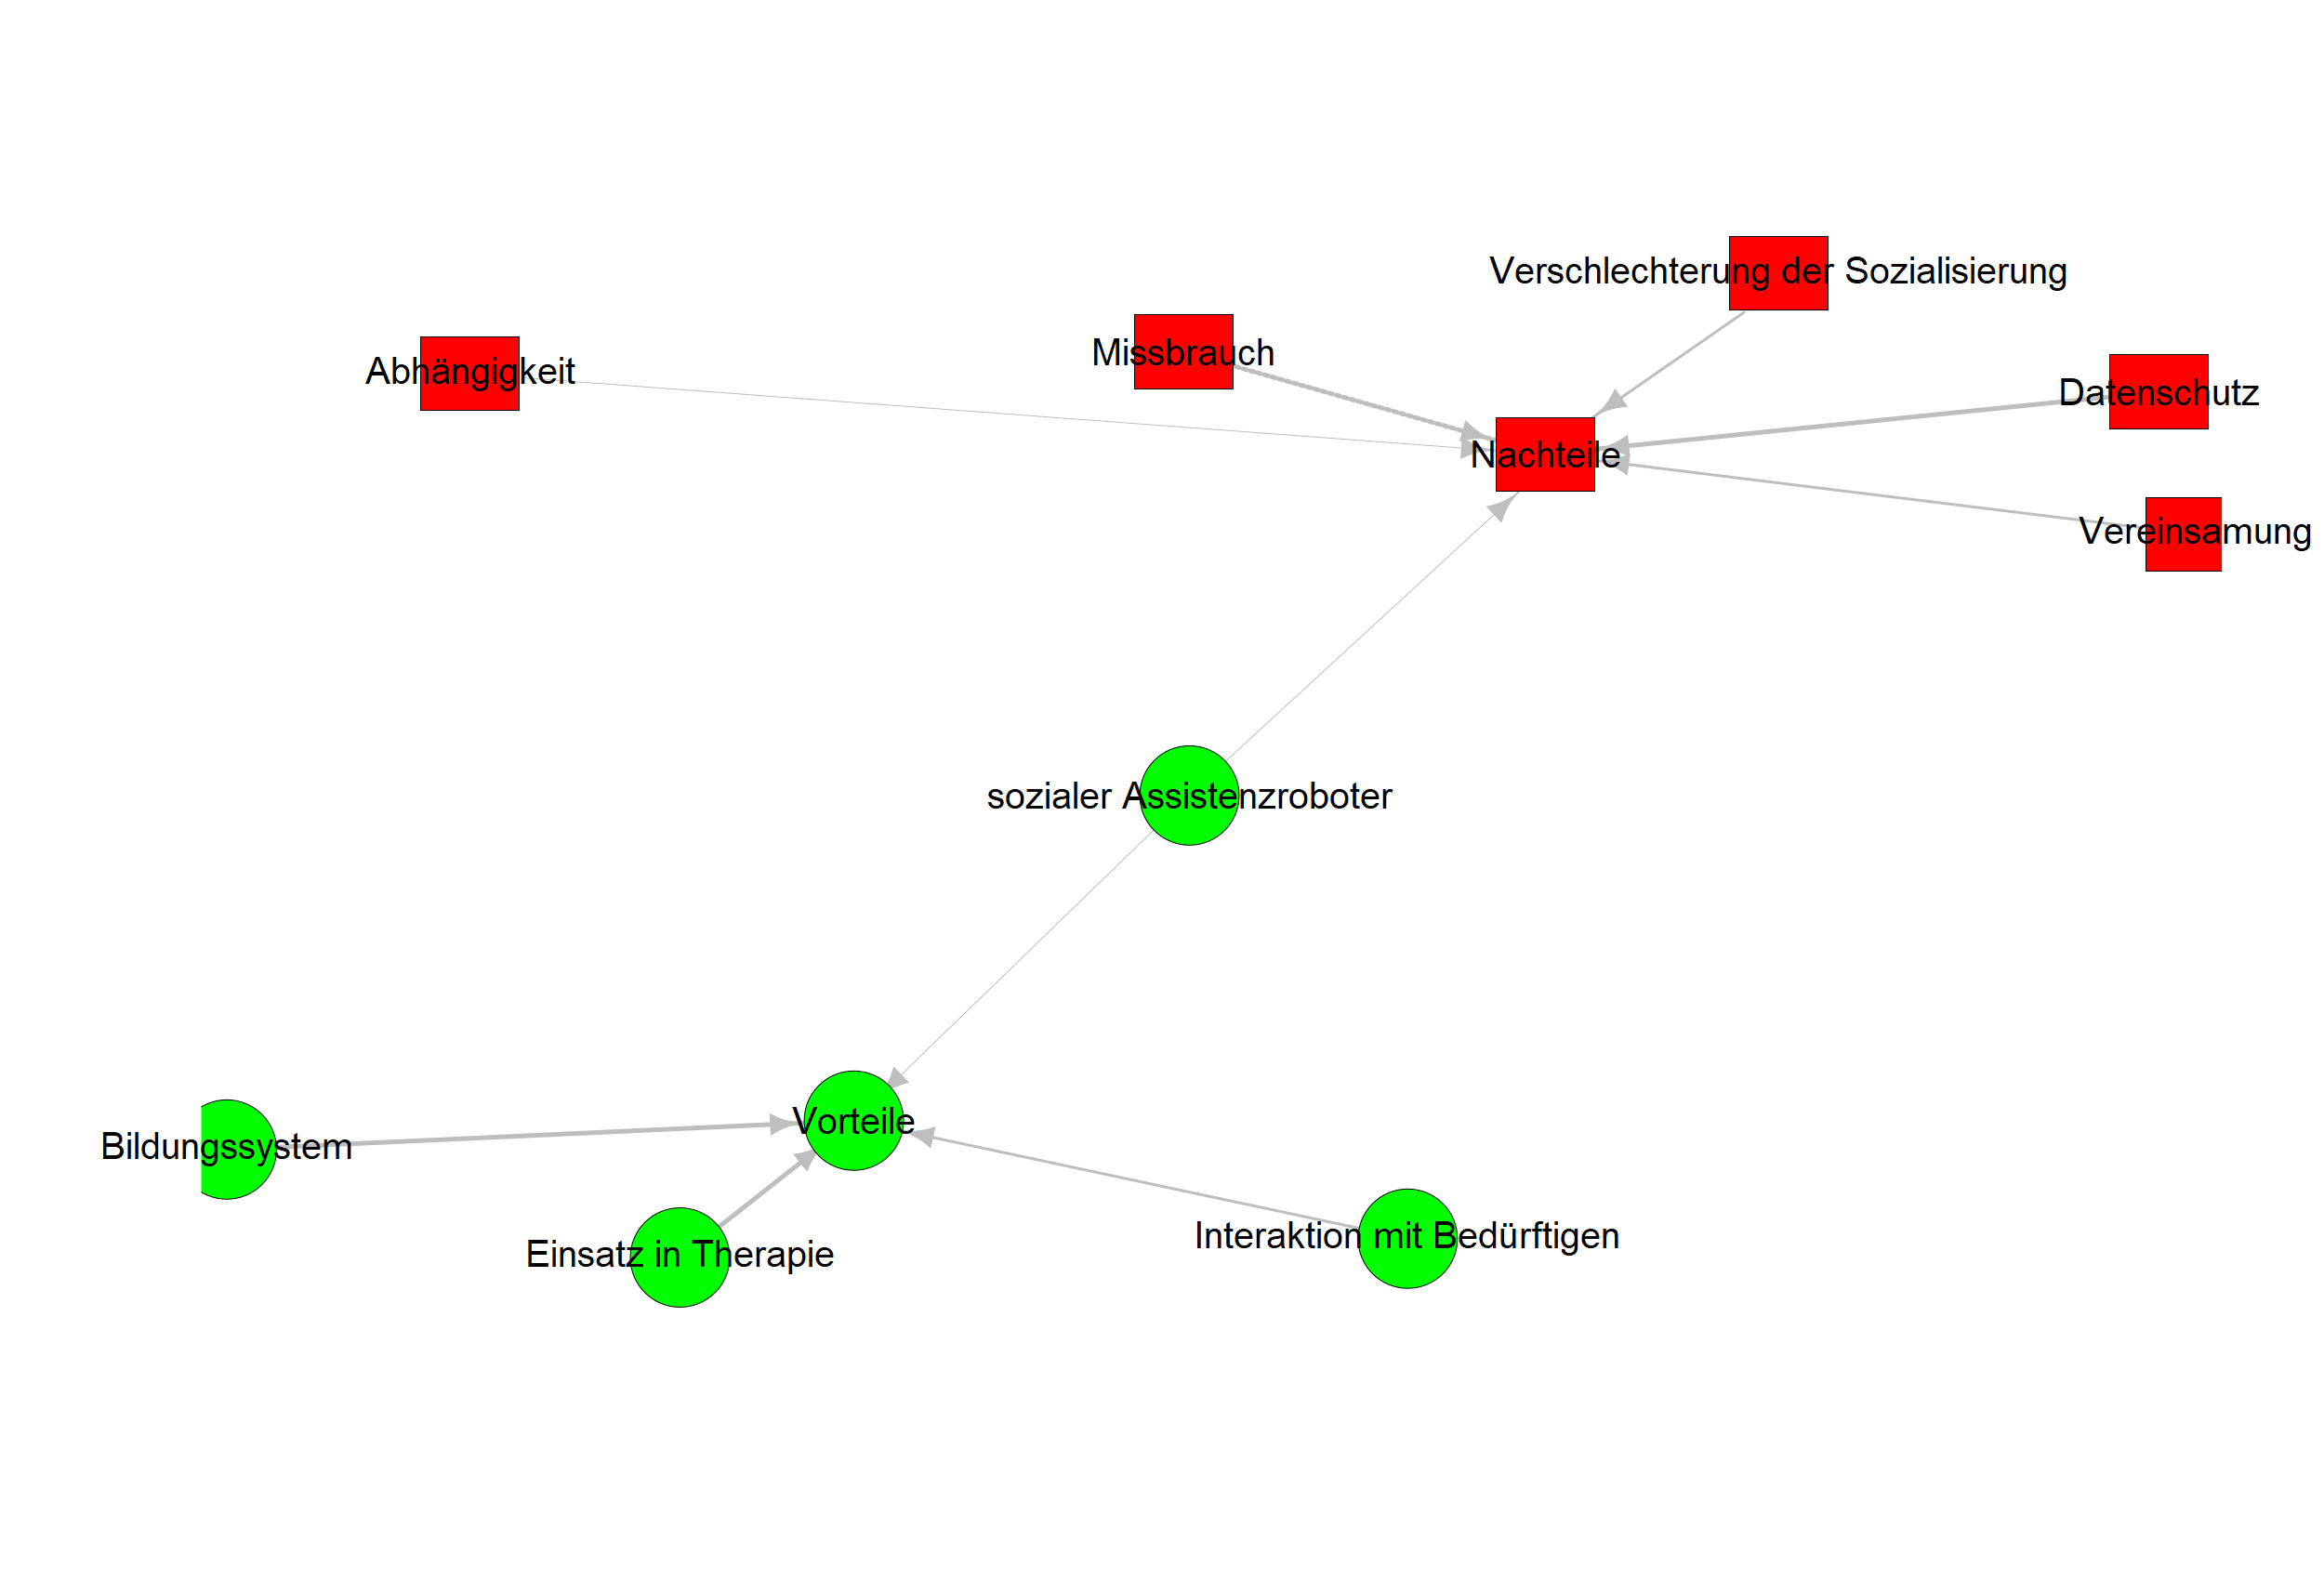 Verschlechterung der Sozialisierung
Missbrauch
Abhängigkeit
Datenschutz
Nachteile
Vereinsamung
sozialer Assistenzroboter
Vorteile
Bildungssystem
Interaktion mit Bedürftigen
Einsatz in Therapie